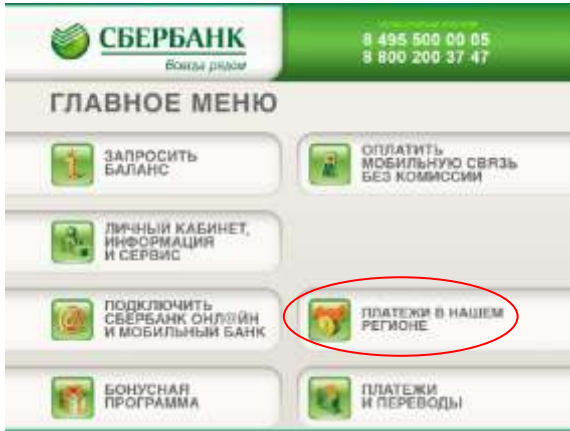 СБЕРБАНК
Всегда рядом
8 495 500 00 05
8 800 200 37 47
ГЛАВНОЕ МЕНЮ
ЗАПРОСИТЬ
БАЛАНС
ОПЛАТИТЬ
МОБИЛЬНУЮ СВЯЗЬ
БЕЗ КОМИССИИ
ЛИЧНЫЙ КАБИНЕТ,
ИНФОРМАЦИЯ
И СЕРВИС
ПОДКЛЮЧИТЬ
СБЕРБАНК ОНЛ@ЙН
И МОБИЛЬНЫЙ БАНК
ПЛАТЕЖИ В НАШЕМ
РЕГИОНЕ
БОНУСНАЯ
ПРОГРАММА
ПЛАТЕЖИ
И ПЕРЕВОДЫ